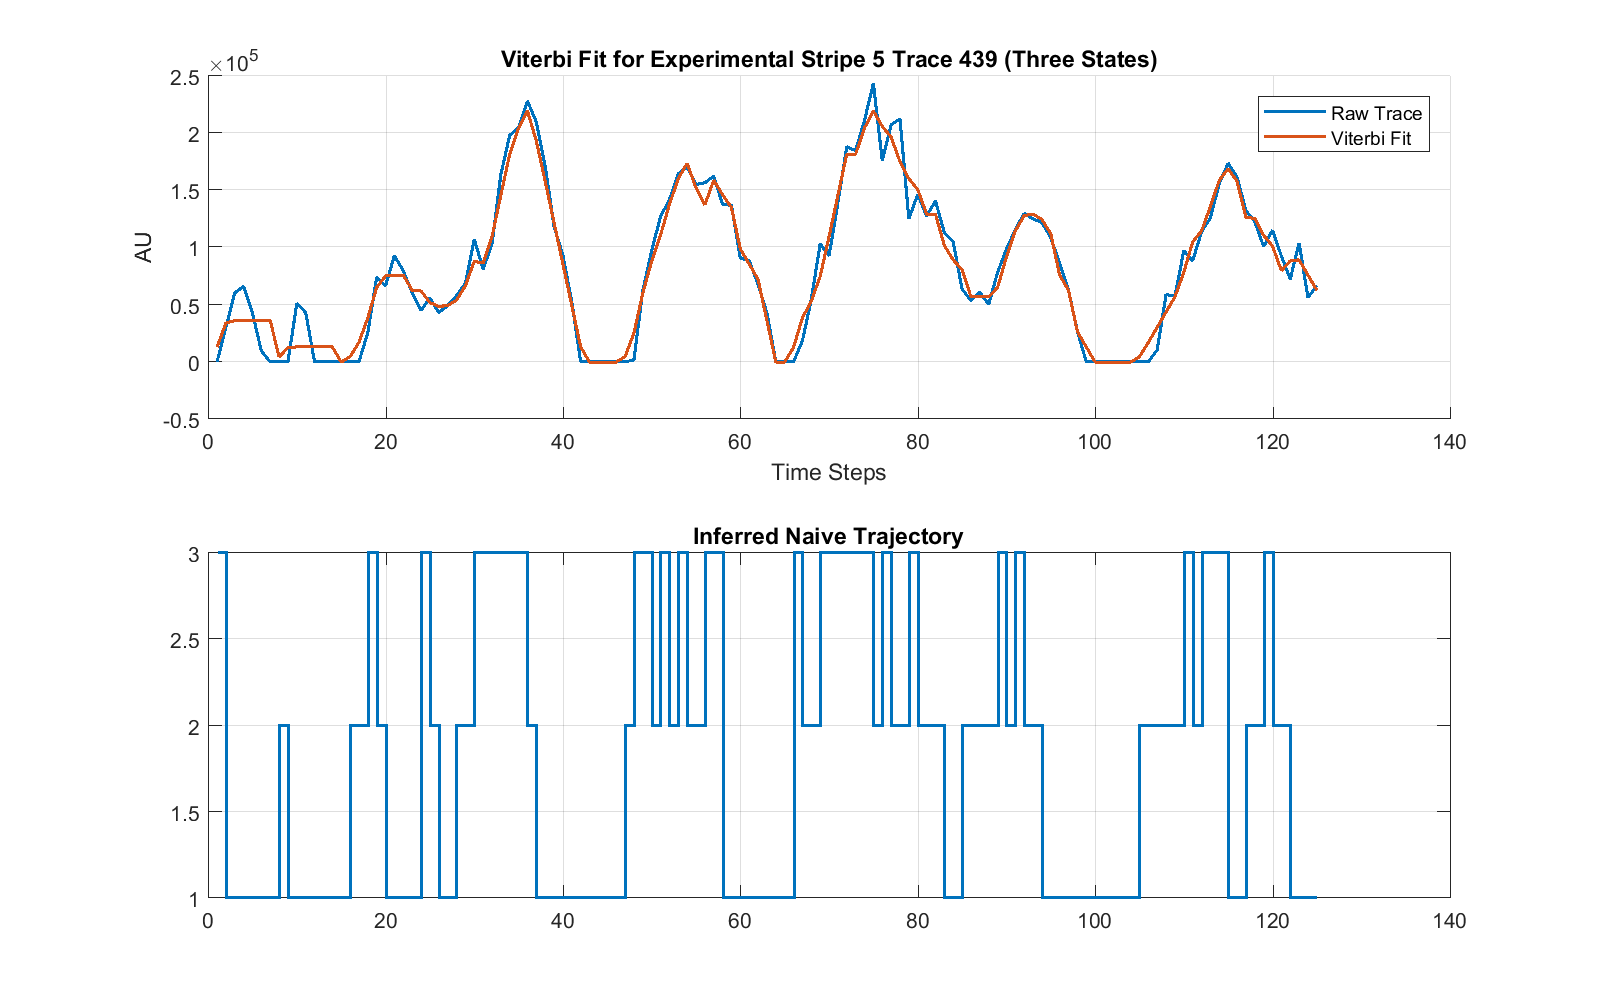 Viterbi Fit for Experimental Stripe 5 Trace 439 (Three States)
×10^5
2.5
2
1.5
1
0.5
0
-0.5
AU
Raw Trace
Viterbi Fit
0 20 40 60 80 100 120 140
Time Steps
Inferred Naive Trajectory
3
2.5
2
1.5
1
0 20 40 60 80 100 120 140